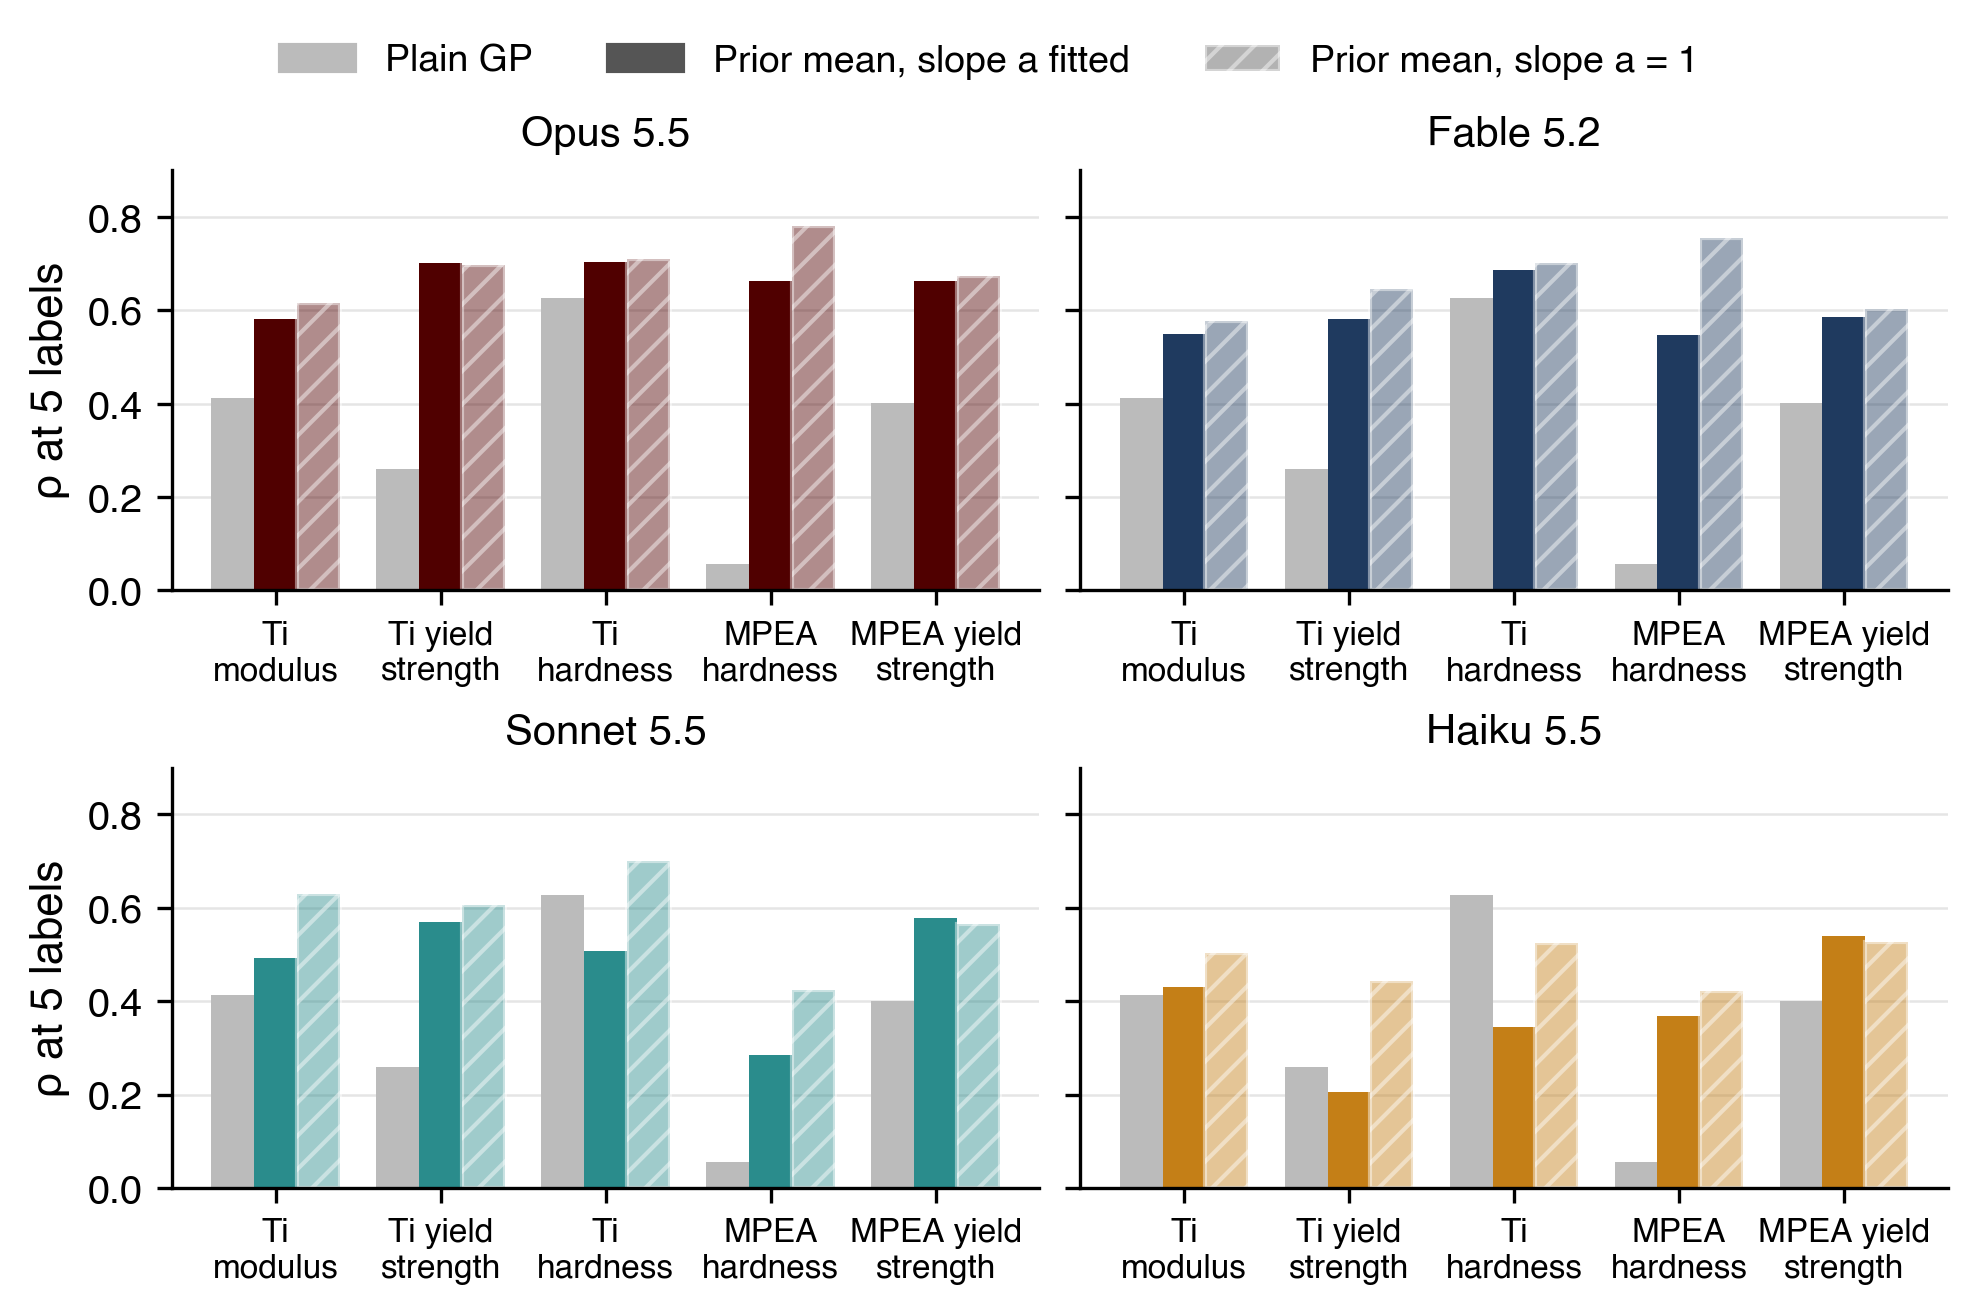 Plain GP
Prior mean, slope a fitted
Prior mean, slope a = 1
Opus 5.5
Fable 5.2
ρ at 5 labels
0.8
0.6
0.4
0.2
0.0
Ti
modulus
Ti yield
strength
Ti
hardness
MPEA
hardness
MPEA yield
strength
Ti
modulus
Ti yield
strength
Ti
hardness
MPEA
hardness
MPEA yield
strength
Sonnet 5.5
Haiku 5.5
ρ at 5 labels
0.8
0.6
0.4
0.2
0.0
Ti
modulus
Ti yield
strength
Ti
hardness
MPEA
hardness
MPEA yield
strength
Ti
modulus
Ti yield
strength
Ti
hardness
MPEA
hardness
MPEA yield
strength